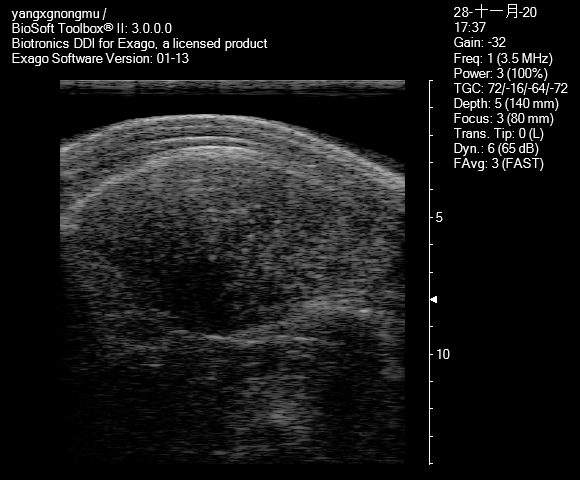 yangxgnongmu /
BioSoft Toolbox® II: 3.0.0.0
Biotronics DDI for Exago, a licensed product
Exago Software Version: 01-13
28-十一月-20
17:37
Gain: -32
Freq: 1 (3.5 MHz)
Power: 3 (100%)
TGC: 72/-16/-64/-72
Depth: 5 (140 mm)
Focus: 3 (80 mm)
Trans. Tip: 0 (L)
Dyn.: 6 (65 dB)
FAvg: 3 (FAST)
5
10